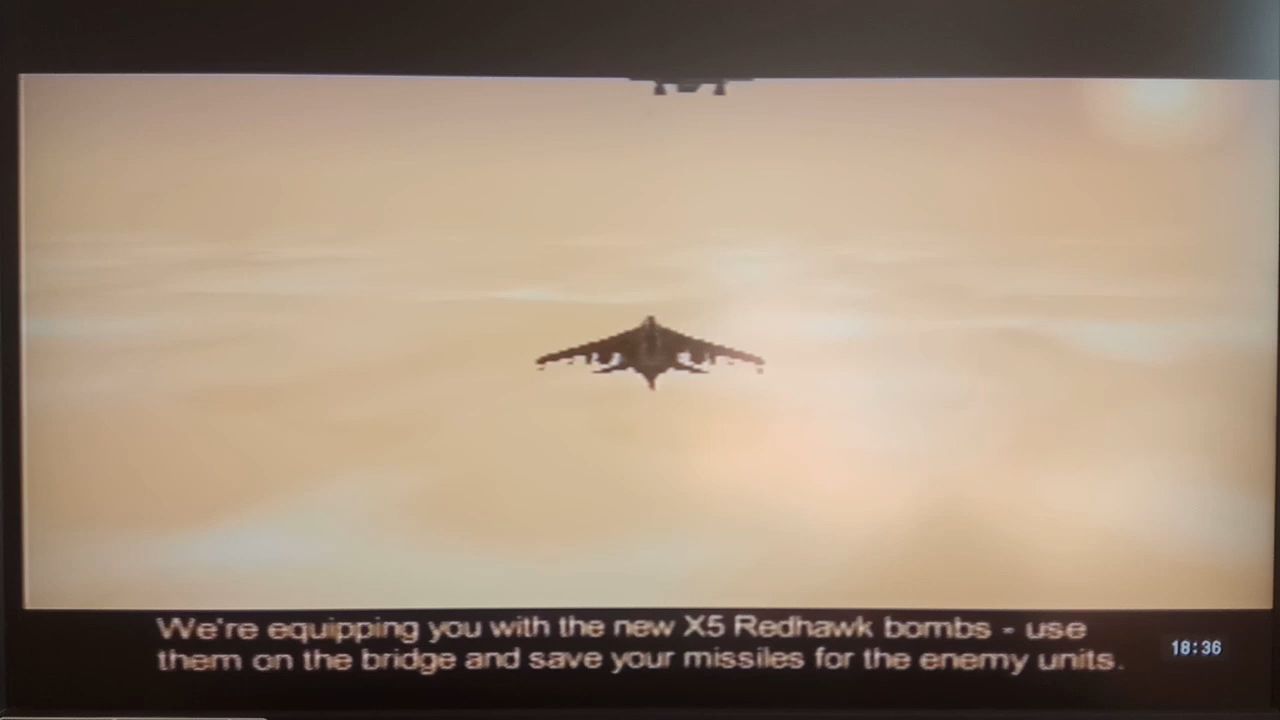 We're equipping you with the new X5 Redhawk bombs - use
them on the bridge and save your missiles for the enemy units.
18:36